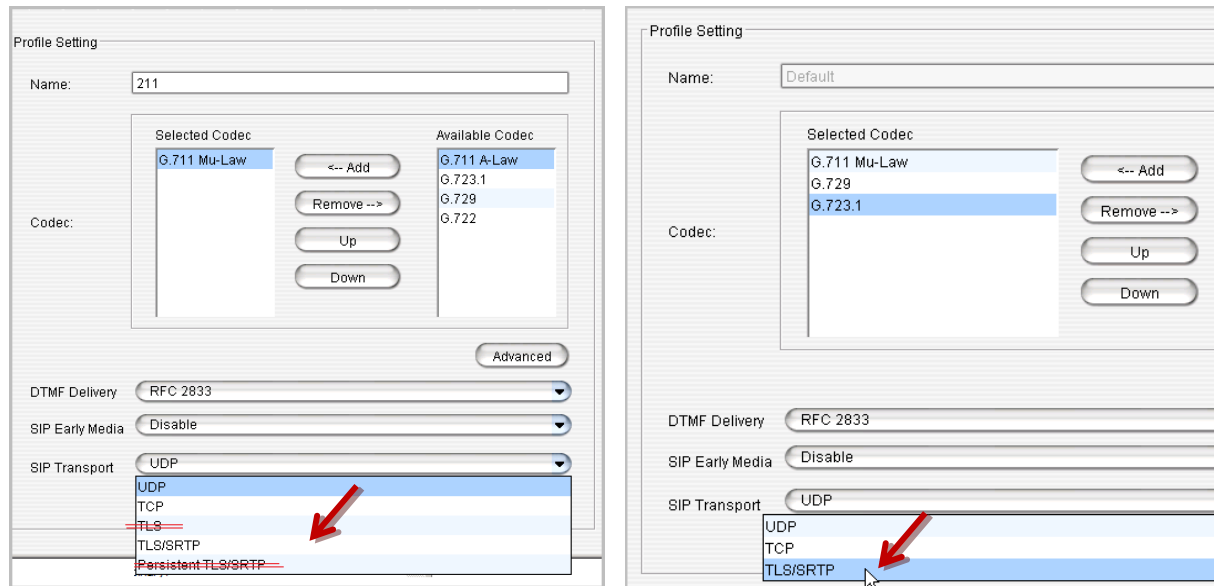 Profile Setting
Name:
211
Selected Codec
Available Codec
G.711 Mu-Law
<-- Add
G.711 A-Law
G.723.1
Remove -->
G.729
G.722
Codec:
Up
Down
Advanced
DTMF Delivery
RFC 2833
SIP Early Media
Disable
SIP Transport
UDP
UDP
TCP
TLS
TLS/SRTP
Persistent TLS/SRTP
Profile Setting
Name:
Default
Selected Codec
G.711 Mu-Law
<-- Add
G.729
G.723.1
Remove -->
Codec:
Up
Down
DTMF Delivery
RFC 2833
SIP Early Media
Disable
SIP Transport
UDP
UDP
TCP
TLS/SRTP